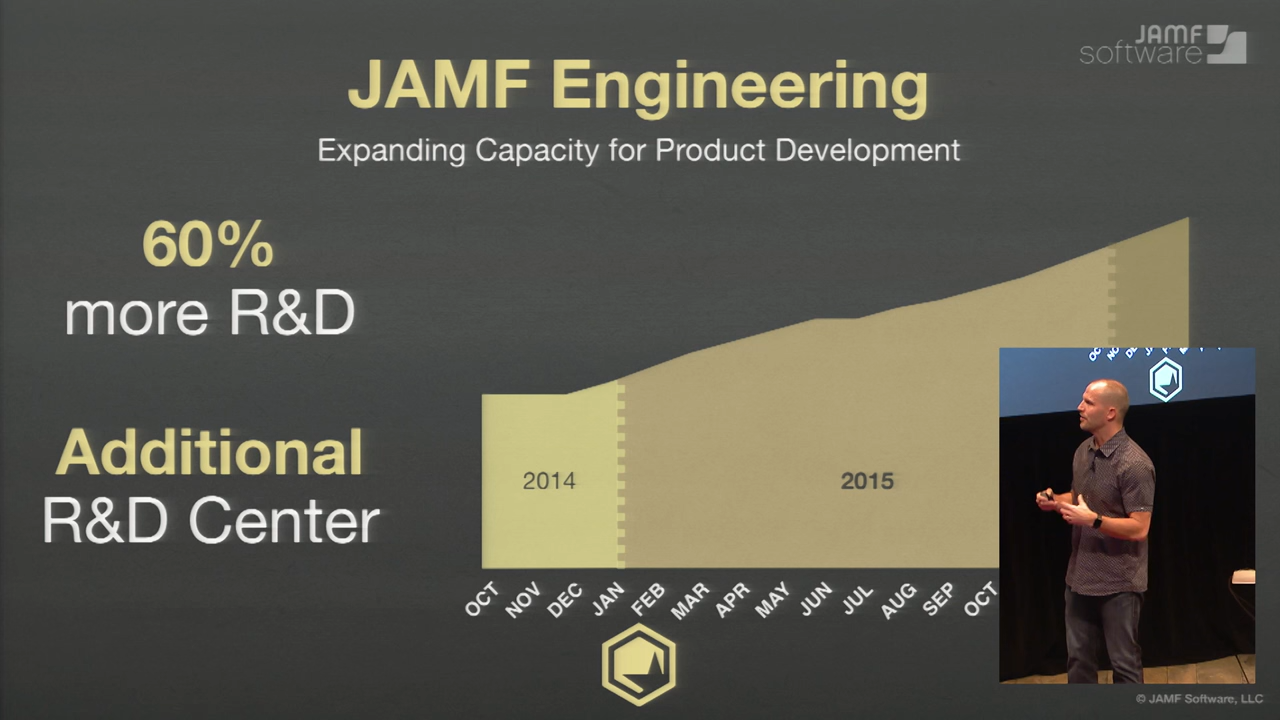 JAMF
software
JAMF Engineering
Expanding Capacity for Product Development
60%
more R&D
Additional
R&D Center
2014
2015
OCT NOV DEC JAN FEB MAR APR MAY JUN JUL AUG SEP OCT
© JAMF Software, LLC